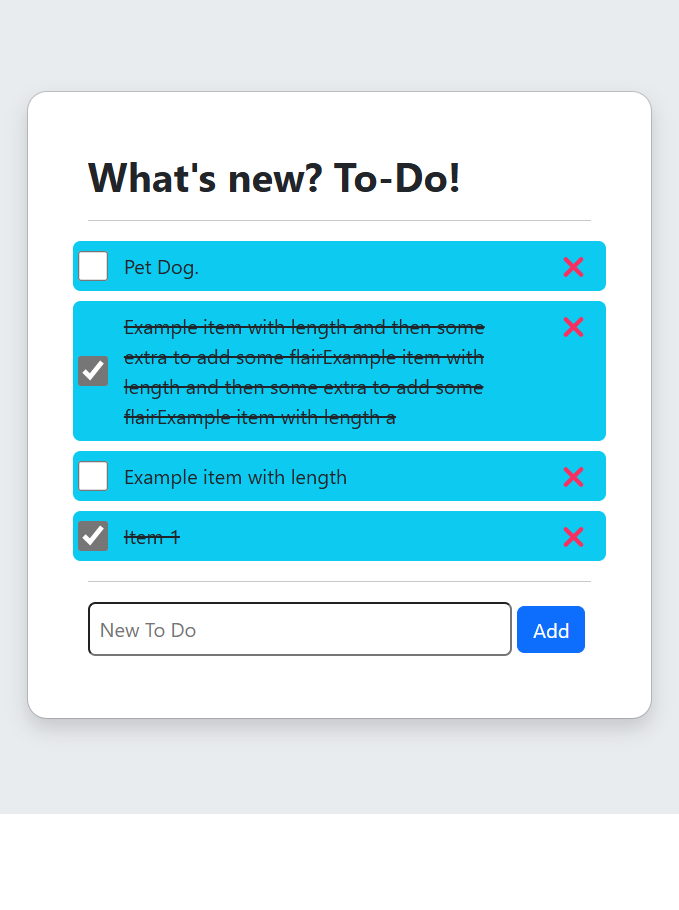 What's new? To-Do!
Pet Dog.
Example item with length and then some
extra to add some flairExample item with
length and then some extra to add some
flairExample item with length a
Example item with length
Item 1
New To Do
Add